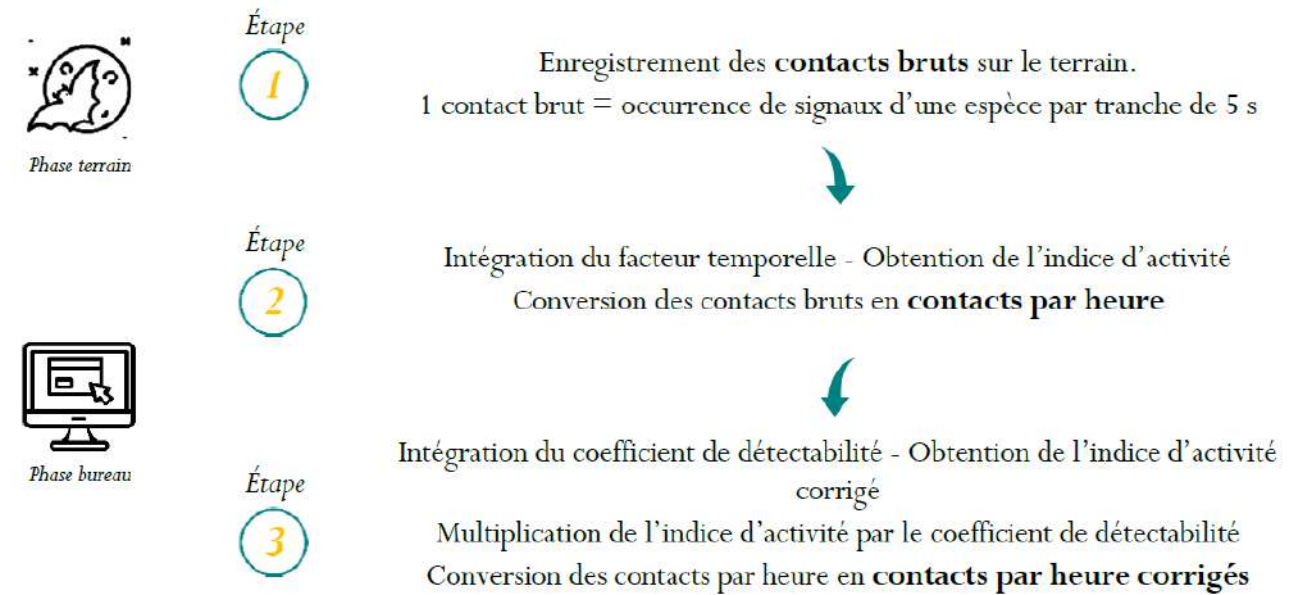 Étape
1
Enregistrement des contacts bruts sur le terrain.
1 contact brut = occurrence de signaux d'une espèce par tranche de 5 s
Phase terrain
Étape
2
Intégration du facteur temporelle - Obtention de l'indice d'activité
Conversion des contacts bruts en contacts par heure
Phase bureau
Étape
3
Intégration du coefficient de détectabilité - Obtention de l'indice d'activité
corrigé
Multiplication de l'indice d'activité par le coefficient de détectabilité
Conversion des contacts par heure en contacts par heure corrigés